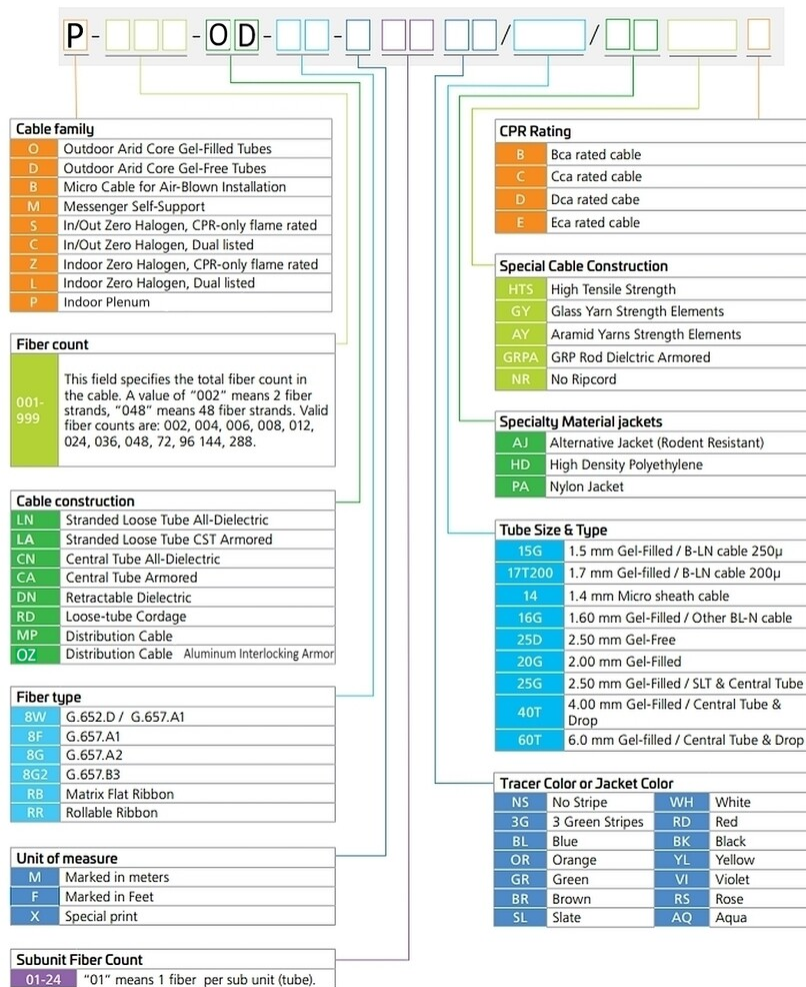 P - - OD - - / /
Cable family
O Outdoor Arid Core Gel-Filled Tubes
D Outdoor Arid Core Gel-Free Tubes
B Micro Cable for Air-Blown Installation
M Messenger Self-Support
S In/Out Zero Halogen, CPR-only flame rated
C In/Out Zero Halogen, Dual listed
Z Indoor Zero Halogen, CPR-only flame rated
L Indoor Zero Halogen, Dual listed
P Indoor Plenum
Fiber count
001-
999
This field specifies the total fiber count in
the cable. A value of “002” means 2 fiber
strands, “048” means 48 fiber strands. Valid
fiber counts are: 002, 004, 006, 008, 012,
024, 036, 048, 72, 96 144, 288.
Cable construction
LN Stranded Loose Tube All-Dielectric
LA Stranded Loose Tube CST Armored
CN Central Tube All-Dielectric
CA Central Tube Armored
DN Retractable Dielectric
RD Loose-tube Cordage
MP Distribution Cable
OZ Distribution Cable Aluminum Interlocking Armor
Fiber type
8W G.652.D / G.657.A1
8F G.657.A1
8G G.657.A2
8G2 G.657.B3
RB Matrix Flat Ribbon
RR Rollable Ribbon
Unit of measure
M Marked in meters
F Marked in Feet
X Special print
Subunit Fiber Count
01-24 “01” means 1 fiber per sub unit (tube).
CPR Rating
B Bca rated cable
C Cca rated cable
D Dca rated cabe
E Eca rated cable
Special Cable Construction
HTS High Tensile Strength
GY Glass Yarn Strength Elements
AY Aramid Yarns Strength Elements
GRPA GRP Rod Dielctric Armored
NR No Ripcord
Specialty Material jackets
AJ Alternative Jacket (Rodent Resistant)
HD High Density Polyethylene
PA Nylon Jacket
Tube Size & Type
15G 1.5 mm Gel-Filled / B-LN cable 250µ
17T200 1.7 mm Gel-filled / B-LN cable 200µ
14 1.4 mm Micro sheath cable
16G 1.60 mm Gel-Filled / Other BL-N cable
25D 2.50 mm Gel-Free
20G 2.00 mm Gel-Filled
25G 2.50 mm Gel-Filled / SLT & Central Tube
40T 4.00 mm Gel-Filled / Central Tube &
Drop
60T 6.0 mm Gel-filled / Central Tube & Drop
Tracer Color or Jacket Color
NS No Stripe WH White
3G 3 Green Stripes RD Red
BL Blue BK Black
OR Orange YL Yellow
GR Green VI Violet
BR Brown RS Rose
SL Slate AQ Aqua